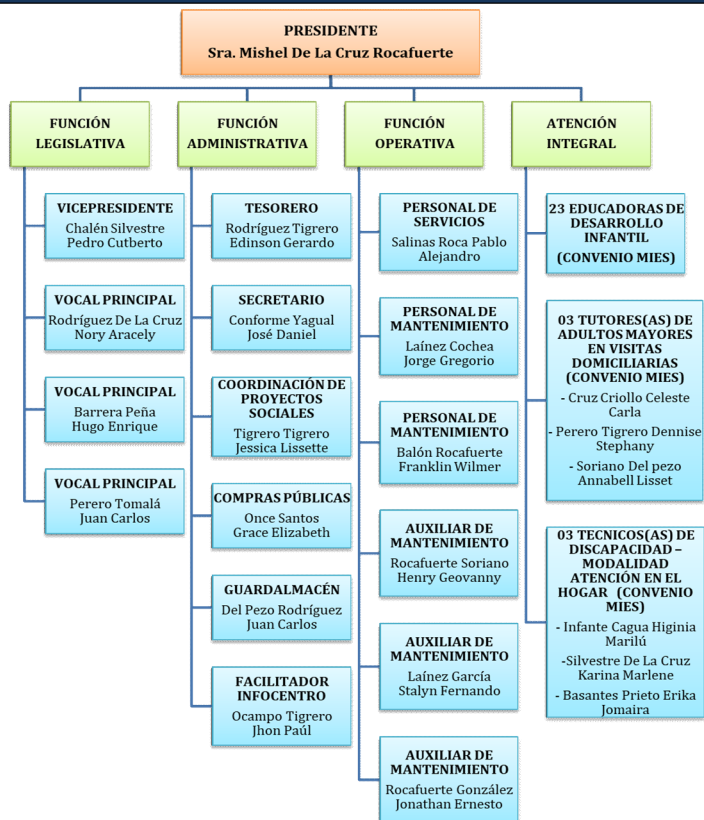 PRESIDENTE
Sra. Mishel De La Cruz Rocafuerte
FUNCIÓN
LEGISLATIVA
VICEPRESIDENTE
Chalén Silvestre
Pedro Cutberto
VOCAL PRINCIPAL
Rodríguez De La Cruz
Nory Aracely
VOCAL PRINCIPAL
Barrera Peña
Hugo Enrique
VOCAL PRINCIPAL
Perero Tomalá
Juan Carlos
FUNCIÓN
ADMINISTRATIVA
TESORERO
Rodríguez Tigrero
Edinson Gerardo
SECRETARIO
Conforme Yagual
José Daniel
COORDINACIÓN DE
PROYECTOS
SOCIALES
Tigrero Tigrero
Jessica Lissette
COMPRAS PÚBLICAS
Once Santos
Grace Elizabeth
GUARDALMACÉN
Del Pezo Rodríguez
Juan Carlos
FACILITADOR
INFOCENTRO
Ocampo Tigrero
Jhon Paúl
FUNCIÓN
OPERATIVA
PERSONAL DE
SERVICIOS
Salinas Roca Pablo
Alejandro
PERSONAL DE
MANTENIMIENTO
Laínez Cochea
Jorge Gregorio
PERSONAL DE
MANTENIMIENTO
Balón Rocafuerte
Franklin Wilmer
AUXILIAR DE
MANTENIMIENTO
Rocafuerte Soriano
Henry Geovanny
AUXILIAR DE
MANTENIMIENTO
Laínez García
Stalyn Fernando
AUXILIAR DE
MANTENIMIENTO
Rocafuerte González
Jonathan Ernesto
ATENCIÓN
INTEGRAL
23 EDUCADORAS DE
DESARROLLO
INFANTIL
(CONVENIO MIES)
03 TUTORES(AS) DE
ADULTOS MAYORES
EN VISITAS
DOMICILIARIAS
(CONVENIO MIES)
- Cruz Criollo Celeste
Carla
- Perero Tigrero Dennise
Stephany
- Soriano Del pezo
Annabell Lisset
03 TECNICOS(AS) DE
DISCAPACIDAD –
MODALIDAD
ATENCIÓN EN EL
HOGAR (CONVENIO
MIES)
- Infante Cagua Higinia
Marilú
-Silvestre De La Cruz
Karina Marlene
- Basantes Prieto Erika
Jomaira